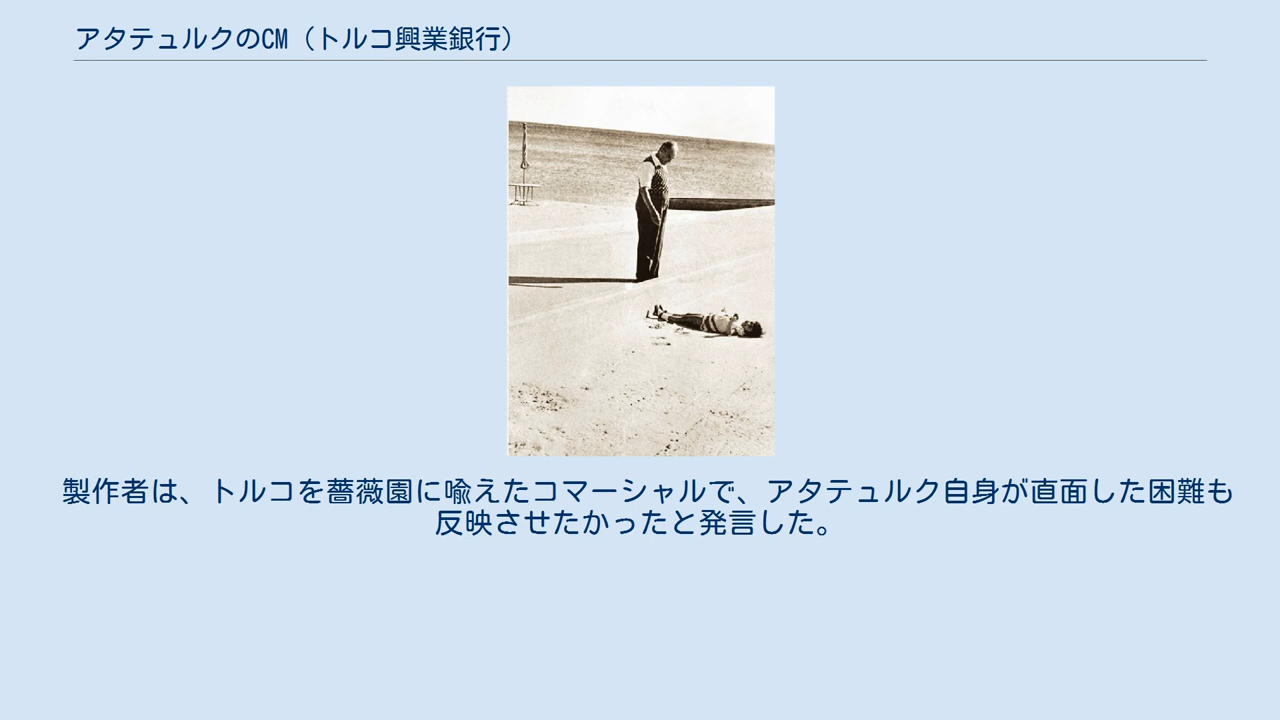 アタテュルクのCM（トルコ興業銀行）
製作者は、トルコを薔薇園に喩えたコマーシャルで、アタテュルク自身が直面した困難も
反映させたかったと発言した。